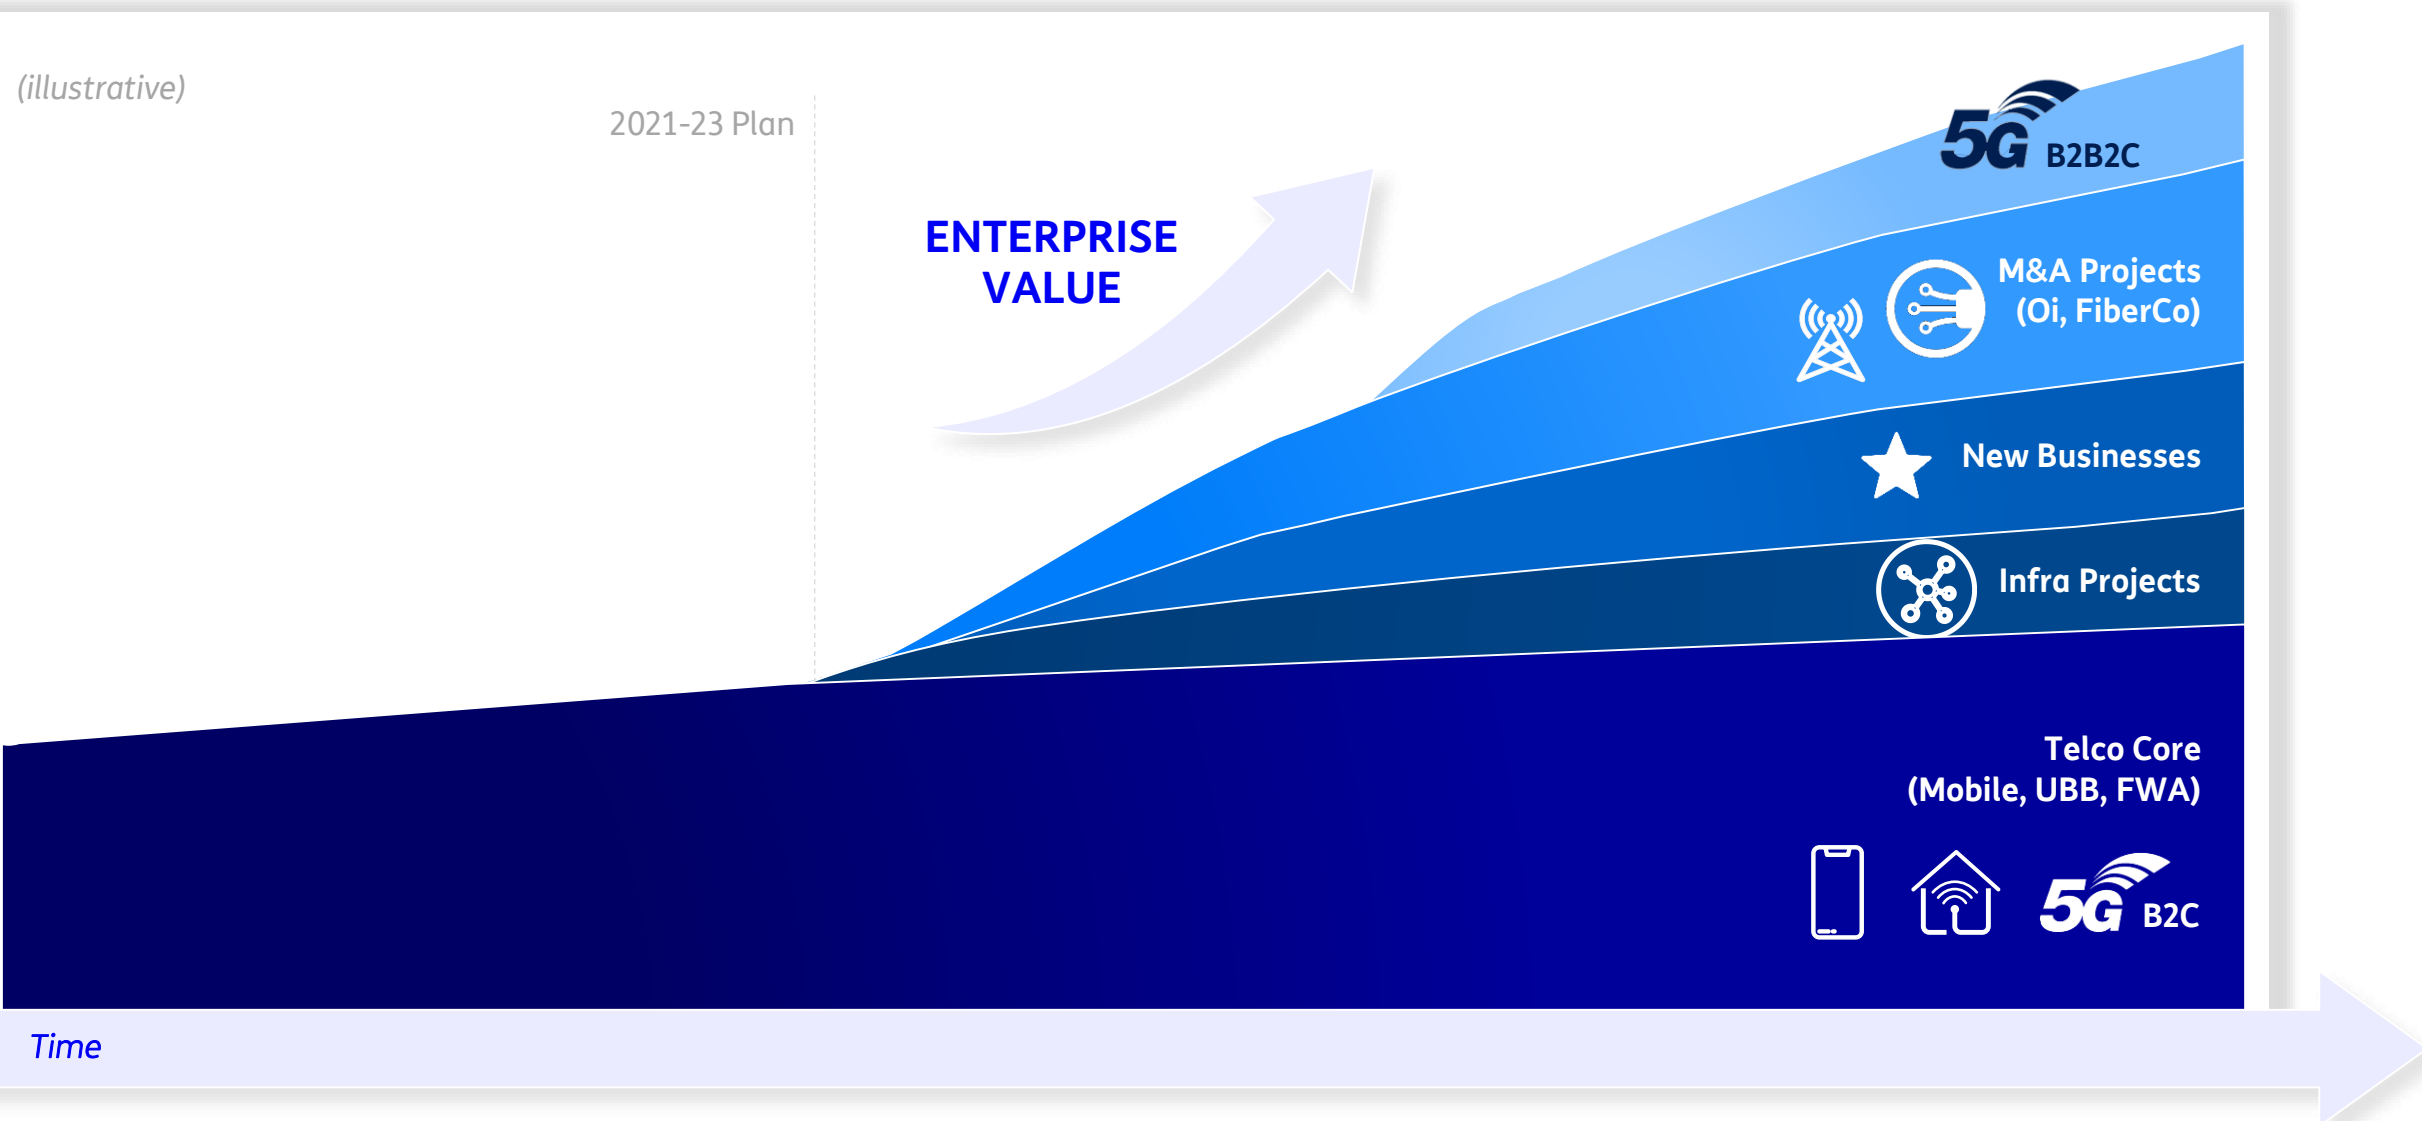 (illustrative)
2021-23 Plan
ENTERPRISE
VALUE
5G B2B2C
M&A Projects
(Oi, FiberCo)
New Businesses
Infra Projects
Telco Core
(Mobile, UBB, FWA)
5G B2C
Time